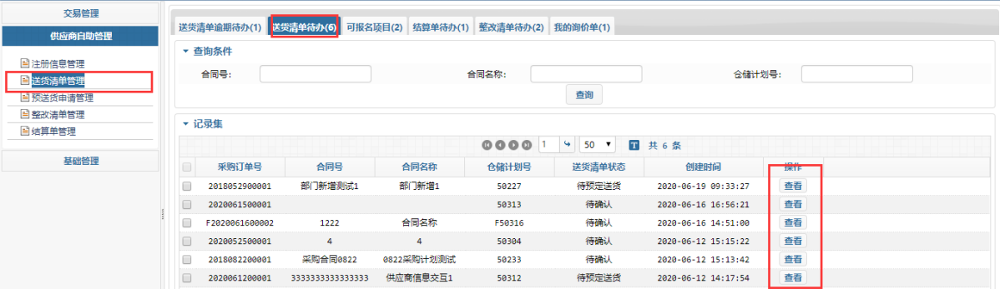 交易管理
供应商自助管理
注册信息管理
送货清单管理
预送货申请管理
整改清单管理
结算单管理
基础管理
送货清单逾期待办(1) 送货清单待办(6) 可报名项目(2) 结算单待办(1) 整改清单待办(2) 我的询价单(1)
查询条件
合同号: 合同名称: 仓储计划号:
查询
记录集
1 50 T 共 6 条
采购订单号 合同号 合同名称 仓储计划号 送货清单状态 创建时间 操作
2018052900001 部门新增测试1 部门新增1 50227 待预定送货 2020-06-19 09:33:27 查看
2020061500001 50313 待确认 2020-06-16 16:56:21 查看
F2020061600002 1222 合同名称 F50316 待确认 2020-06-16 14:51:00 查看
2020052500001 4 4 50304 待确认 2020-06-12 15:15:22 查看
2018082200001 采购合同0822 0822采购计划测试 50233 待确认 2020-06-12 15:13:42 查看
2020061200001 3333333333333333 供应商信息交互1 50312 待预定送货 2020-06-12 14:17:54 查看